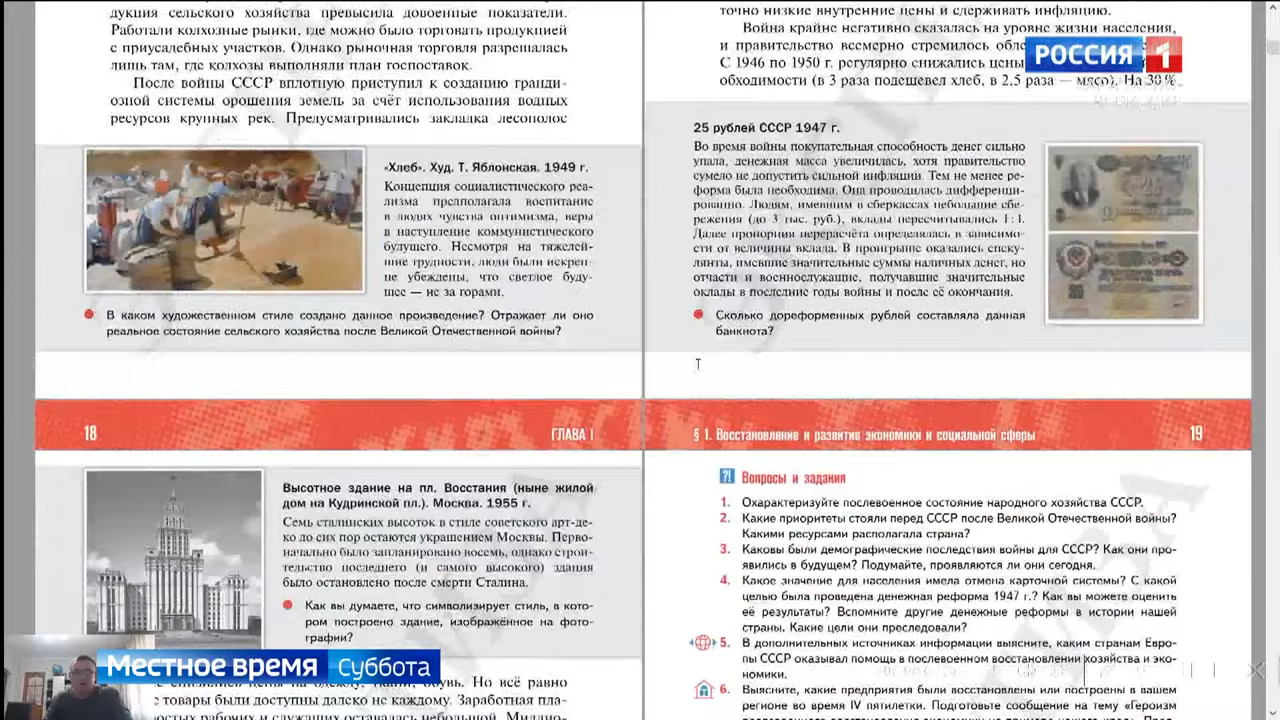 дукция сельского хозяйства превысила довоенные показатели.
Работали колхозные рынки, где можно было торговать продукцией
с приусадебных участков. Однако рыночная торговля разрешалась
лишь там, где колхозы выполняли план госпоставок.
После войны СССР вплотную приступил к созданию гранди-
озной системы орошения земель за счёт использования водных
ресурсов крупных рек. Предусматривались закладка лесополос
«Хлеб». Худ. Т. Яблонская. 1949 г.
Концепция социалистического реа-
лизма предполагала воспитание
в людях чувства оптимизма, веры
в наступление коммунистического
будущего. Несмотря на тяжелей-
шие трудности, люди были искрен-
не убеждены, что светлое буду-
щее — не за горами.
В каком художественном стиле создано данное произведение? Отражает ли оно
реальное состояние сельского хозяйства после Великой Отечественной войны?
точно низкие внутренние цены и сдерживать инфляцию.
Война крайне негативно сказалась на уровне жизни населения,
и правительство всемерно стремилось
С 1946 по 1950 г. регулярно снижались цены
обходимости (в 3 раза подешевел хлеб, в 2,5 раза — мясо). На 30%
РОССИЯ 1
25 рублей СССР 1947 г.
Во время войны покупательная способность денег сильно
упала, денежная масса увеличилась, хотя правительство
сумело не допустить сильной инфляции. Тем не менее ре-
форма была необходима. Она проводилась дифференци-
рованно. Людям, имевшим в сберкассах небольшие сбе-
режения (до 3 тыс. руб.), вклады пересчитывались 1:1.
Далее пропорция перерасчёта определялась в зависимо-
сти от величины вклада. В проигрыше оказались спеку-
лянты, имевшие значительные суммы наличных денег, но
отчасти и военнослужащие, получавшие значительные
оклады в последние годы войны и после её окончания.
Сколько дореформенных рублей составляла данная
банкнота?
18 ГЛАВА I
§ 1. Восстановление и развитие экономики и социальной сферы 19
Высотное здание на пл. Восстания (ныне жилой
дом на Кудринской пл.). Москва. 1955 г.
Семь сталинских высоток в стиле советского арт-де-
ко до сих пор остаются украшением Москвы. Перво-
начально было запланировано восемь, однако строи-
тельство последнего (и самого высокого) здания
было остановлено после смерти Сталина.
Как вы думаете, что символизирует стиль, в кото-
ром построено здание, изображённое на фото-
графии?
Местное время Суббота
обувь. Но всё равно
товары были доступны далеко не каждому. Заработная пла-
рабочих и служащих оставалась небольшой.
?! Вопросы и задания
1. Охарактеризуйте послевоенное состояние народного хозяйства СССР.
2. Какие приоритеты стояли перед СССР после Великой Отечественной войны?
Какими ресурсами располагала страна?
3. Каковы были демографические последствия войны для СССР? Как они про-
явились в будущем? Подумайте, проявляются ли они сегодня.
4. Какое значение для населения имела отмена карточной системы? С какой
целью была проведена денежная реформа 1947 г.? Как вы можете оценить
её результаты? Вспомните другие денежные реформы в истории нашей
страны. Какие цели они преследовали?
5. В дополнительных источниках информации выясните, каким странам Евро-
пы СССР оказывал помощь в послевоенном восстановлении хозяйства и эко-
номики.
6. Выясните, какие предприятия были восстановлены или построены в вашем
регионе во время IV пятилетки. Подготовьте сообщение на тему «Героизм